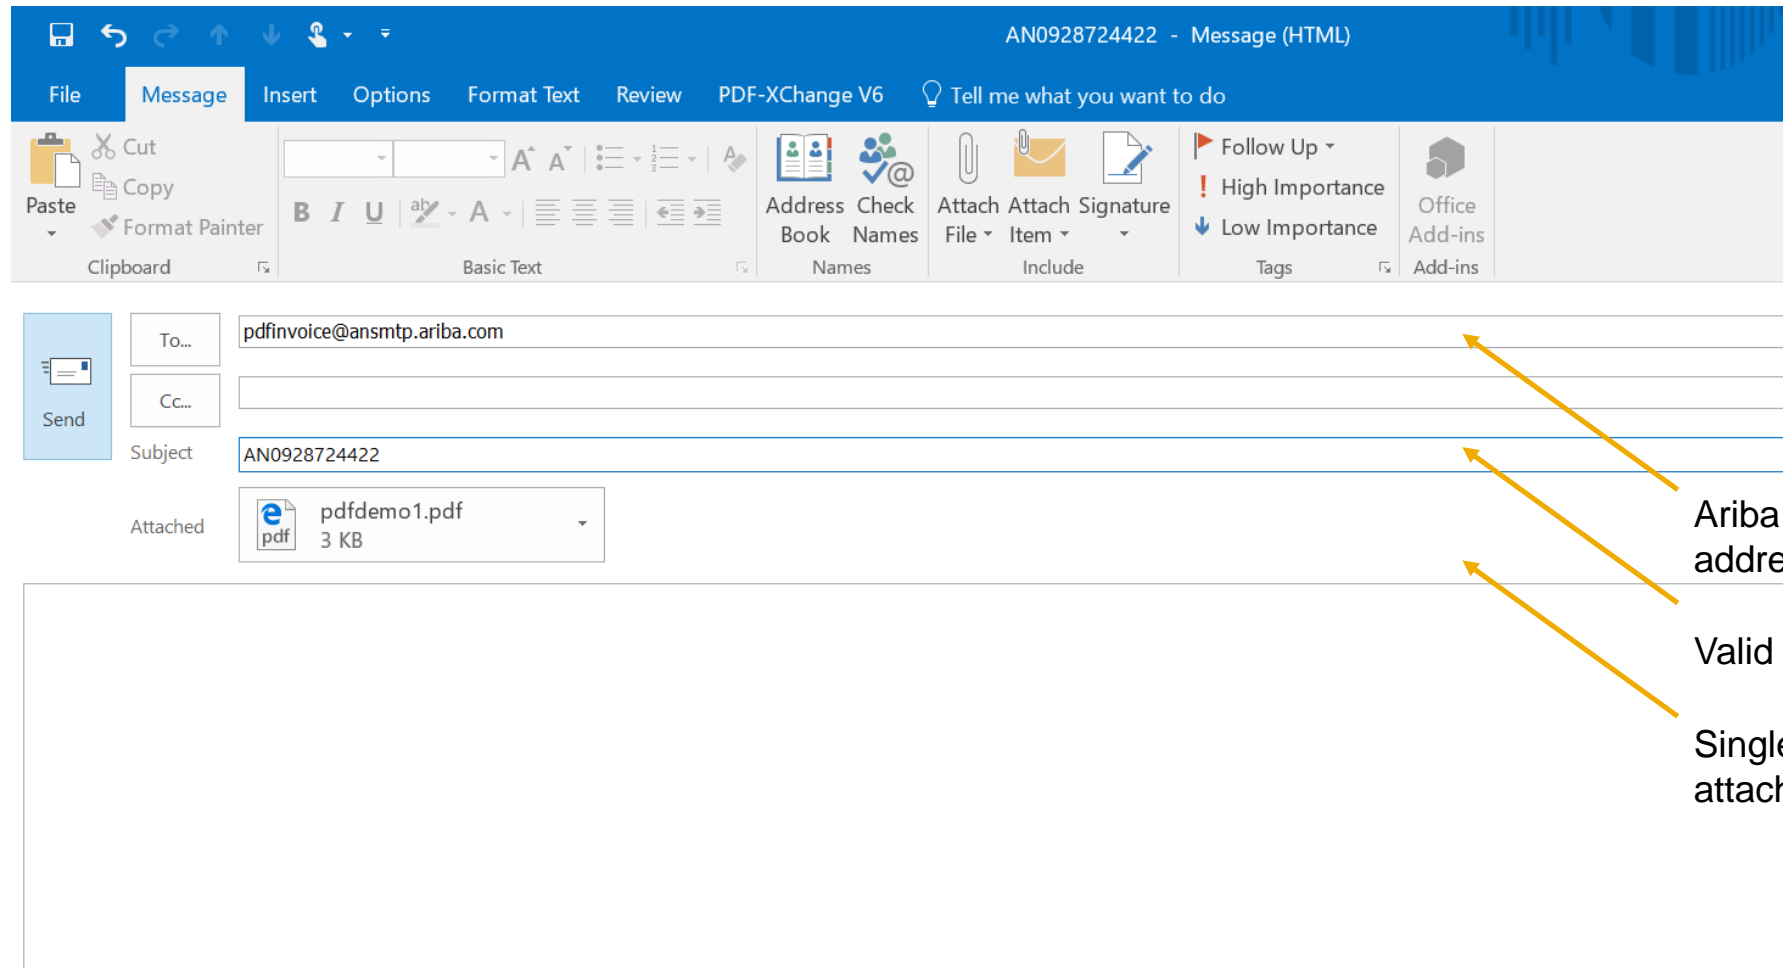 AN0928724422 - Message (HTML)
File Message Insert Options Format Text Review PDF-XChange V6 Tell me what you want to do
Paste
Cut
Copy
Format Painter
Clipboard
B I U
Basic Text
Address Book
Check Names
Names
Attach File
Attach Item
Signature
Include
Follow Up
High Importance
Low Importance
Tags
Office Add-ins
Add-ins
Send
To... pdfinvoice@ansmtp.ariba.com
Cc...
Subject AN0928724422
Attached pdf pdfdemo1.pdf
3 KB
Ariba
Valid